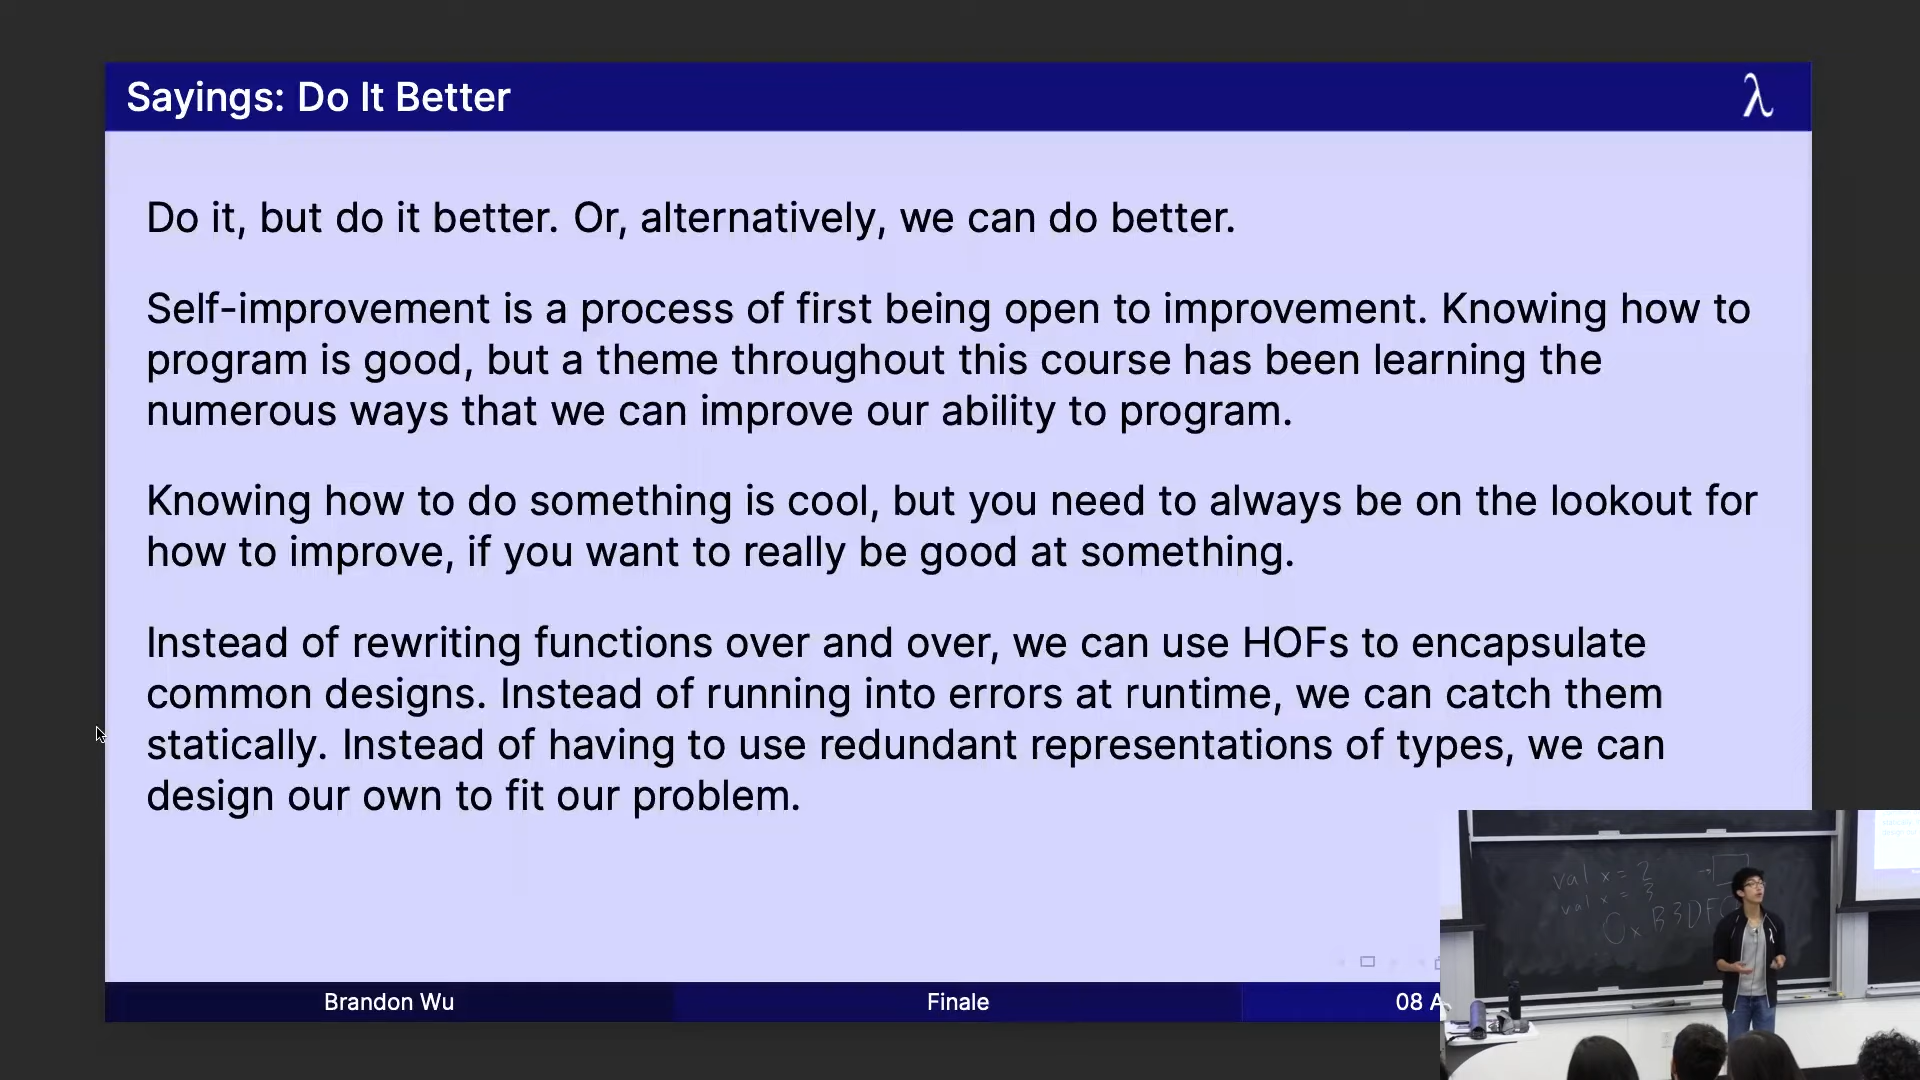 Sayings: Do It Better
λ
Do it, but do it better. Or, alternatively, we can do better.
Self-improvement is a process of first being open to improvement. Knowing how to
program is good, but a theme throughout this course has been learning the
numerous ways that we can improve our ability to program.
Knowing how to do something is cool, but you need to always be on the lookout for
how to improve, if you want to really be good at something.
Instead of rewriting functions over and over, we can use HOFs to encapsulate
common designs. Instead of running into errors at runtime, we can catch them
statically. Instead of having to use redundant representations of types, we can
design our own to fit our problem.
val x = 2
val x = 3
0x B3DF
Brandon Wu
Finale
08 A